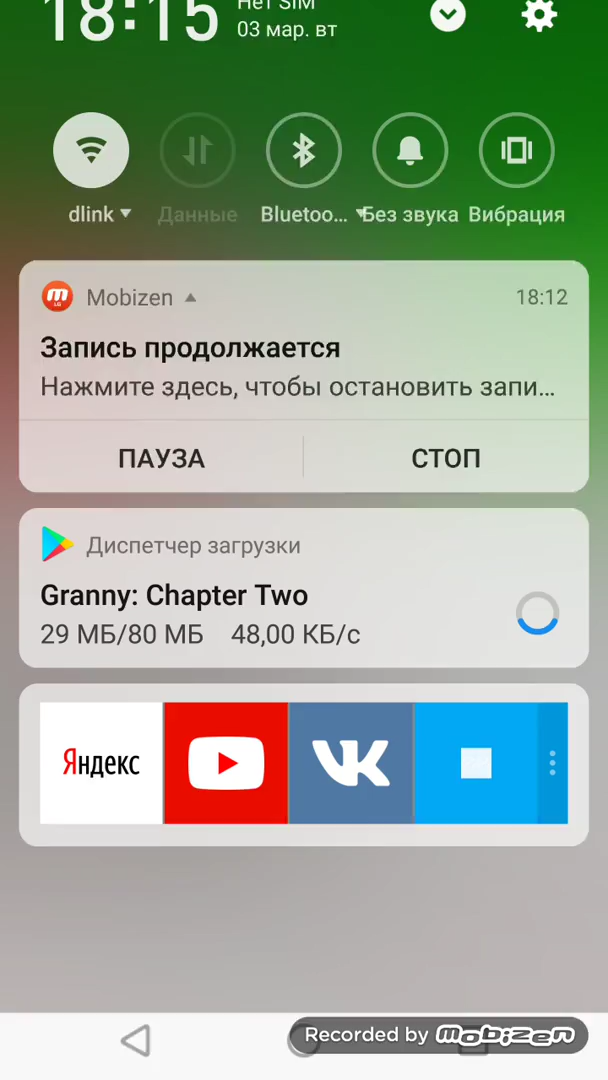 18:15
Нет SIM
03 мар. вт
dlink
Данные
Bluetoo...
Без звука
Вибрация
Mobizen
18:12
Запись продолжается
Нажмите здесь, чтобы остановить запи...
ПАУЗА
СТОП
Диспетчер загрузки
Granny: Chapter Two
29 МБ/80 МБ 48,00 КБ/с
Яндекс
Recorded by mobizen